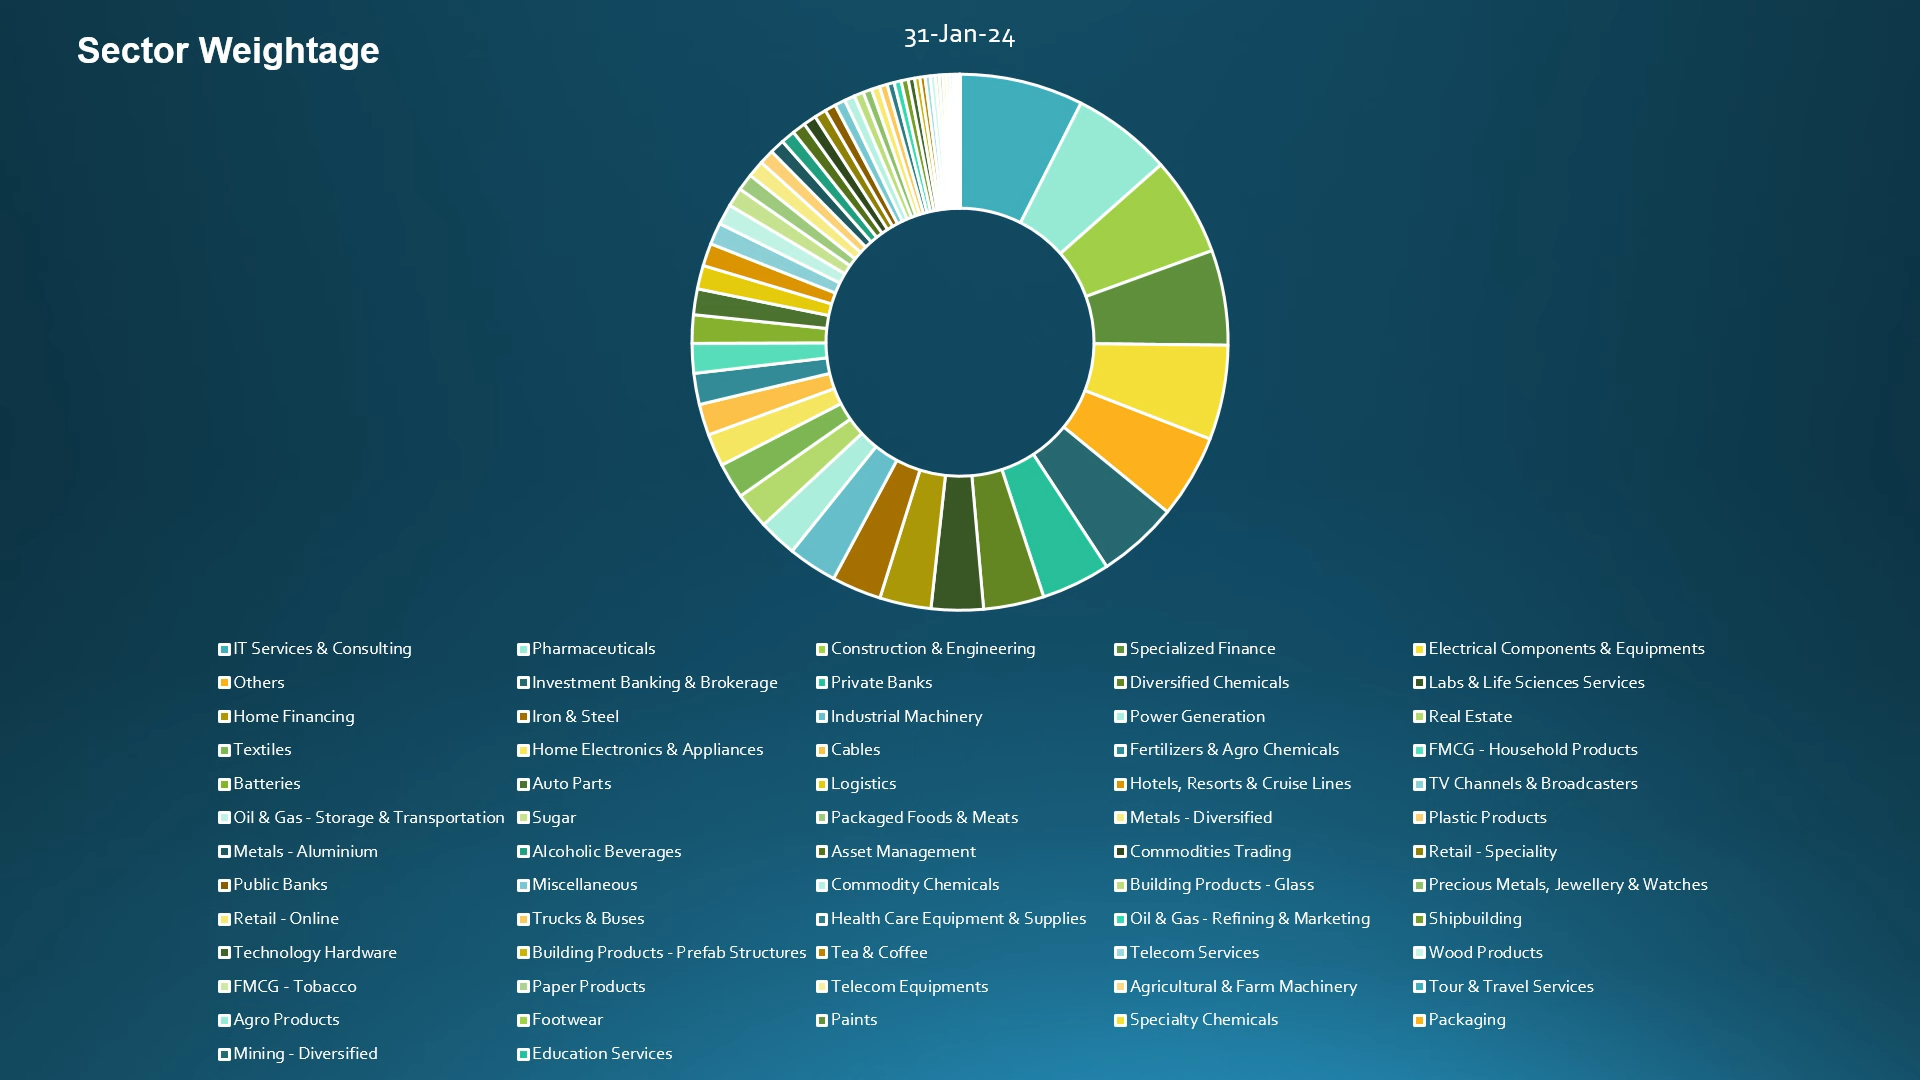 Sector Weightage
31-Jan-24
IT Services & Consulting
Pharmaceuticals
Construction & Engineering
Specialized Finance
Electrical Components & Equipments
Others
Investment Banking & Brokerage
Private Banks
Diversified Chemicals
Labs & Life Sciences Services
Home Financing
Iron & Steel
Industrial Machinery
Power Generation
Real Estate
Textiles
Home Electronics & Appliances
Cables
Fertilizers & Agro Chemicals
FMCG - Household Products
Batteries
Auto Parts
Logistics
Hotels, Resorts & Cruise Lines
TV Channels & Broadcasters
Oil & Gas - Storage & Transportation
Sugar
Packaged Foods & Meats
Metals - Diversified
Plastic Products
Metals - Aluminium
Alcoholic Beverages
Asset Management
Commodities Trading
Retail - Speciality
Public Banks
Miscellaneous
Commodity Chemicals
Building Products - Glass
Precious Metals, Jewellery & Watches
Retail - Online
Trucks & Buses
Health Care Equipment & Supplies
Oil & Gas - Refining & Marketing
Shipbuilding
Technology Hardware
Building Products - Prefab Structures
Tea & Coffee
Telecom Services
Wood Products
FMCG - Tobacco
Paper Products
Telecom Equipments
Agricultural & Farm Machinery
Tour & Travel Services
Agro Products
Footwear
Paints
Specialty Chemicals
Packaging
Mining - Diversified
Education Services